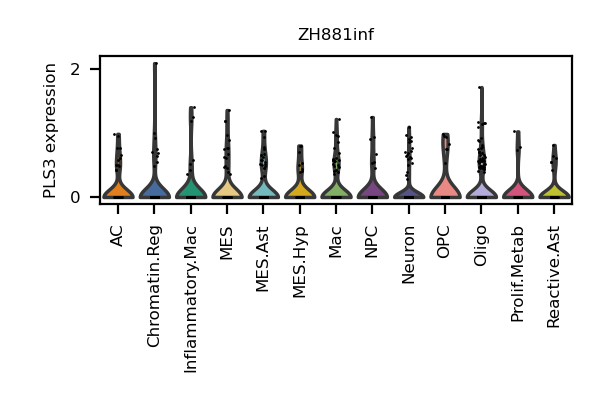 ZH881inf
PLS3 expression
2
0
AC
Chromatin.Reg
Inflammatory.Mac
MES
MES.Ast
MES.Hyp
Mac
NPC
Neuron
OPC
Oligo
Prolif.Metab
Reactive.Ast